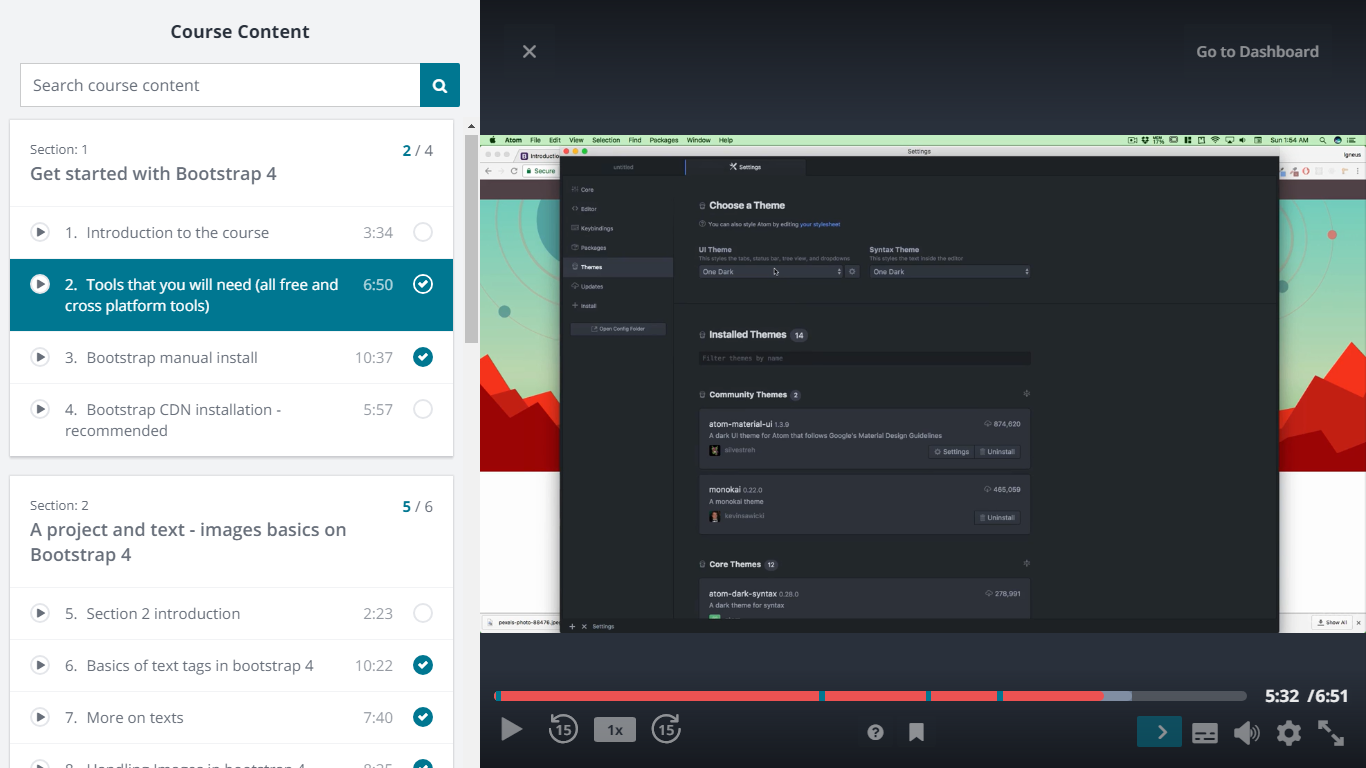 Course Content
Search course content
Section: 1
2 / 4
Get started with Bootstrap 4
1. Introduction to the course
3:34
2. Tools that you will need (all free and
cross platform tools)
6:50
3. Bootstrap manual install
10:37
4. Bootstrap CDN installation -
recommended
5:57
Section: 2
5 / 6
A project and text - images basics on
Bootstrap 4
5. Section 2 introduction
2:23
6. Basics of text tags in bootstrap 4
10:22
7. More on texts
7:40
8. Handling Images in bootstrap 4
8:35
Go to Dashboard
Atom File Edit View Selection Find Packages Window Help
Sun 1:54 AM
Settings
Introductio
Igneus
Secure
untitled
Settings
Core
Editor
Keybindings
Packages
Themes
Updates
Install
Open Config Folder
Choose a Theme
You can also style Atom by editing your stylesheet
UI Theme
This styles the tabs, status bar, tree view, and dropdowns
One Dark
Syntax Theme
This styles the text inside the editor
One Dark
Installed Themes 14
Filter themes by name
Community Themes 2
atom-material-ui 1.3.9
874,620
A dark UI theme for Atom that follows Google's Material Design Guidelines
silvestreh
Settings
Uninstall
monokai 0.22.0
465,059
A monokai theme
kevinsawicki
Uninstall
Core Themes 12
atom-dark-syntax 0.28.0
278,991
A dark theme for syntax
Settings
pexels-photo-88476.jpeg
Show All
5:32 / 6:51
15
1x
15